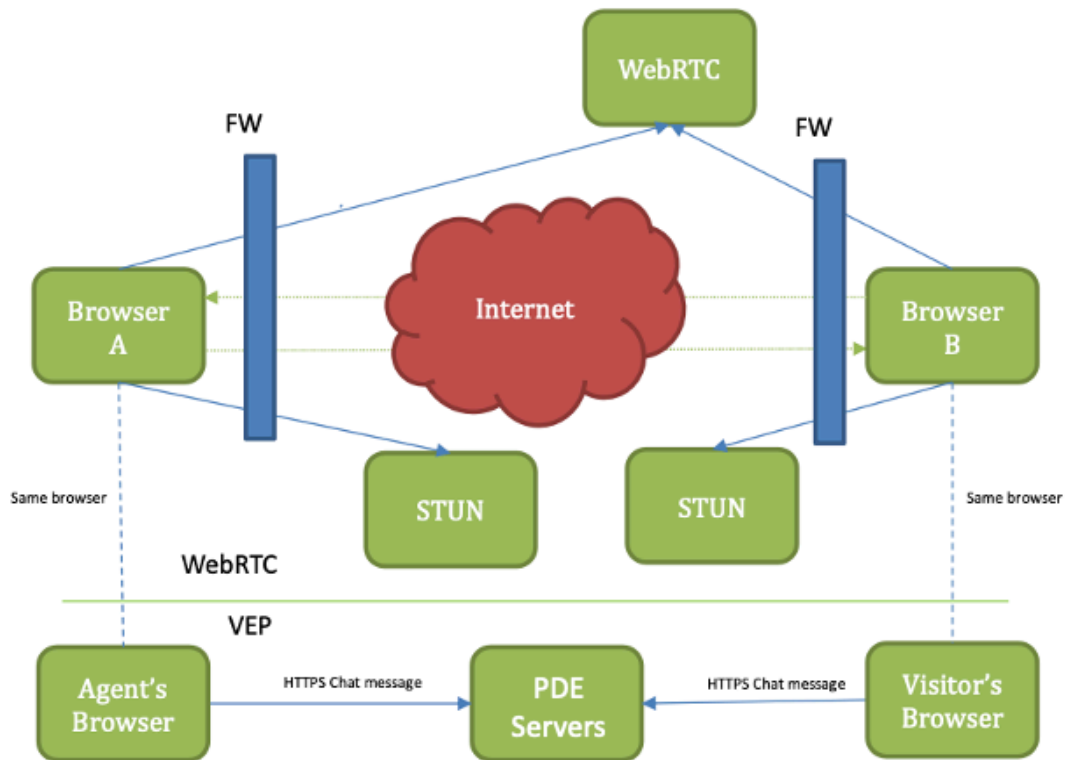 WebRTC
FW
FW
Browser
A
Internet
Browser
B
STUN
STUN
Same browser
Same browser
WebRTC
VEP
Agent's
Browser
HTTPS Chat message
PDE
Servers
HTTPS Chat message
Visitor's
Browser